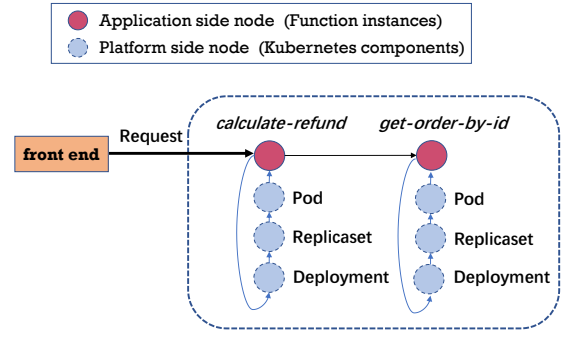 Application side node (Function instances)
Platform side node (Kubernetes components)
calculate-refund get-order-by-id
Request
front end
Pod Pod
Replicaset Replicaset
Deployment Deployment